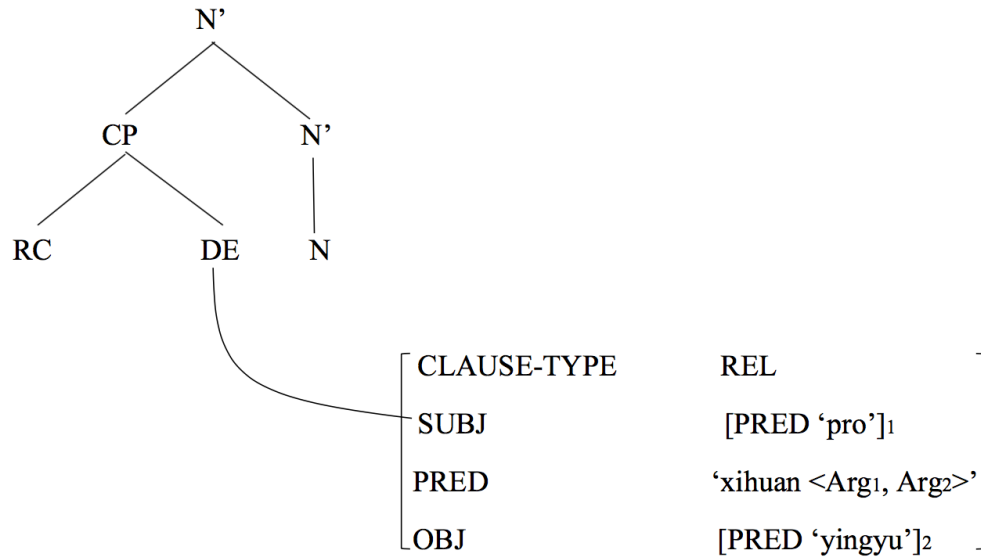 N’
CP N’
RC DE N
CLAUSE-TYPE REL
SUBJ [PRED ‘pro’]1
PRED ‘xihuan <Arg1, Arg2>’
OBJ [PRED ‘yingyu’]2